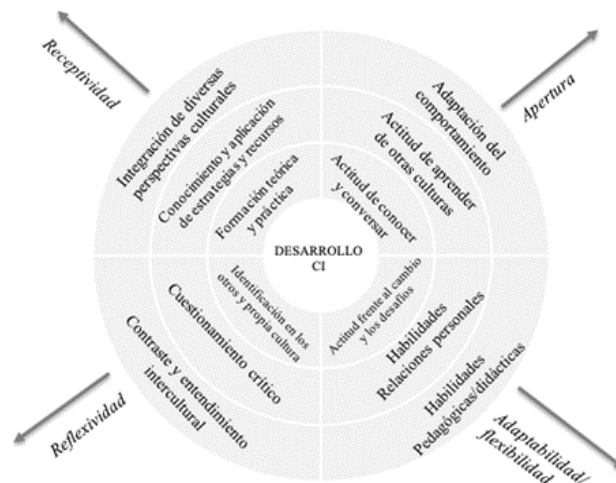 Receptividad
Integración de diversas
perspectivas culturales
Conocimiento y aplicación
de estrategias y recursos
Formación teórica
y práctica
Apertura
Adaptación del
comportamiento
Actitud de aprender
de otras culturas
Actitud de conocer
y conversar
DESARROLLO
CI
Identificación en los
otros y propia cultura
Cuestionamiento crítico
Contraste y entendimiento
intercultural
Reflexividad
Actitud frente al cambio
y los desafíos
Habilidades
Relaciones personales
Habilidades
Pedagógicas/didácticas
Adaptabilidad/
flexibilidad